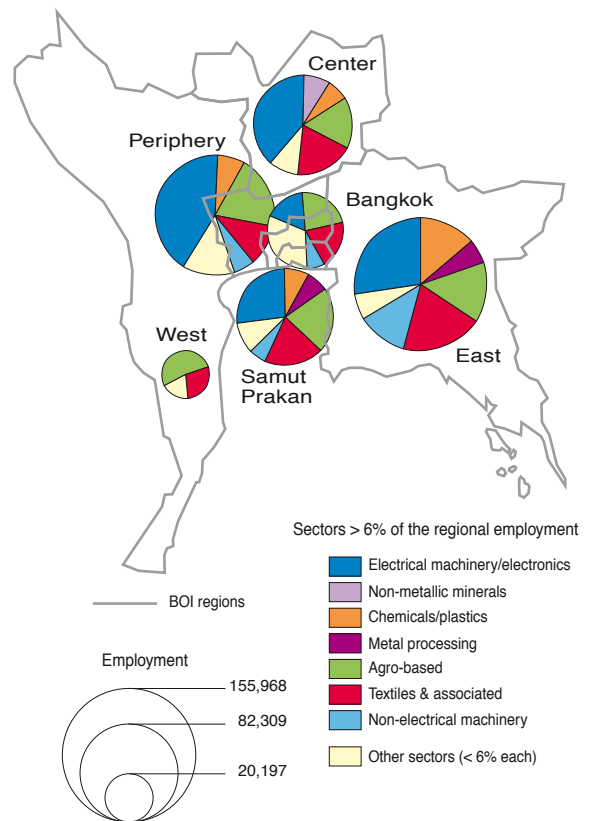 Center
Periphery
Bangkok
West
Samut
Prakan
East
Sectors > 6% of the regional employment
Electrical machinery/electronics
Non-metallic minerals
Chemicals/plastics
Metal processing
Agro-based
Textiles & associated
Non-electrical machinery
Other sectors (< 6% each)
BOI regions
Employment
155,968
82,309
20,197